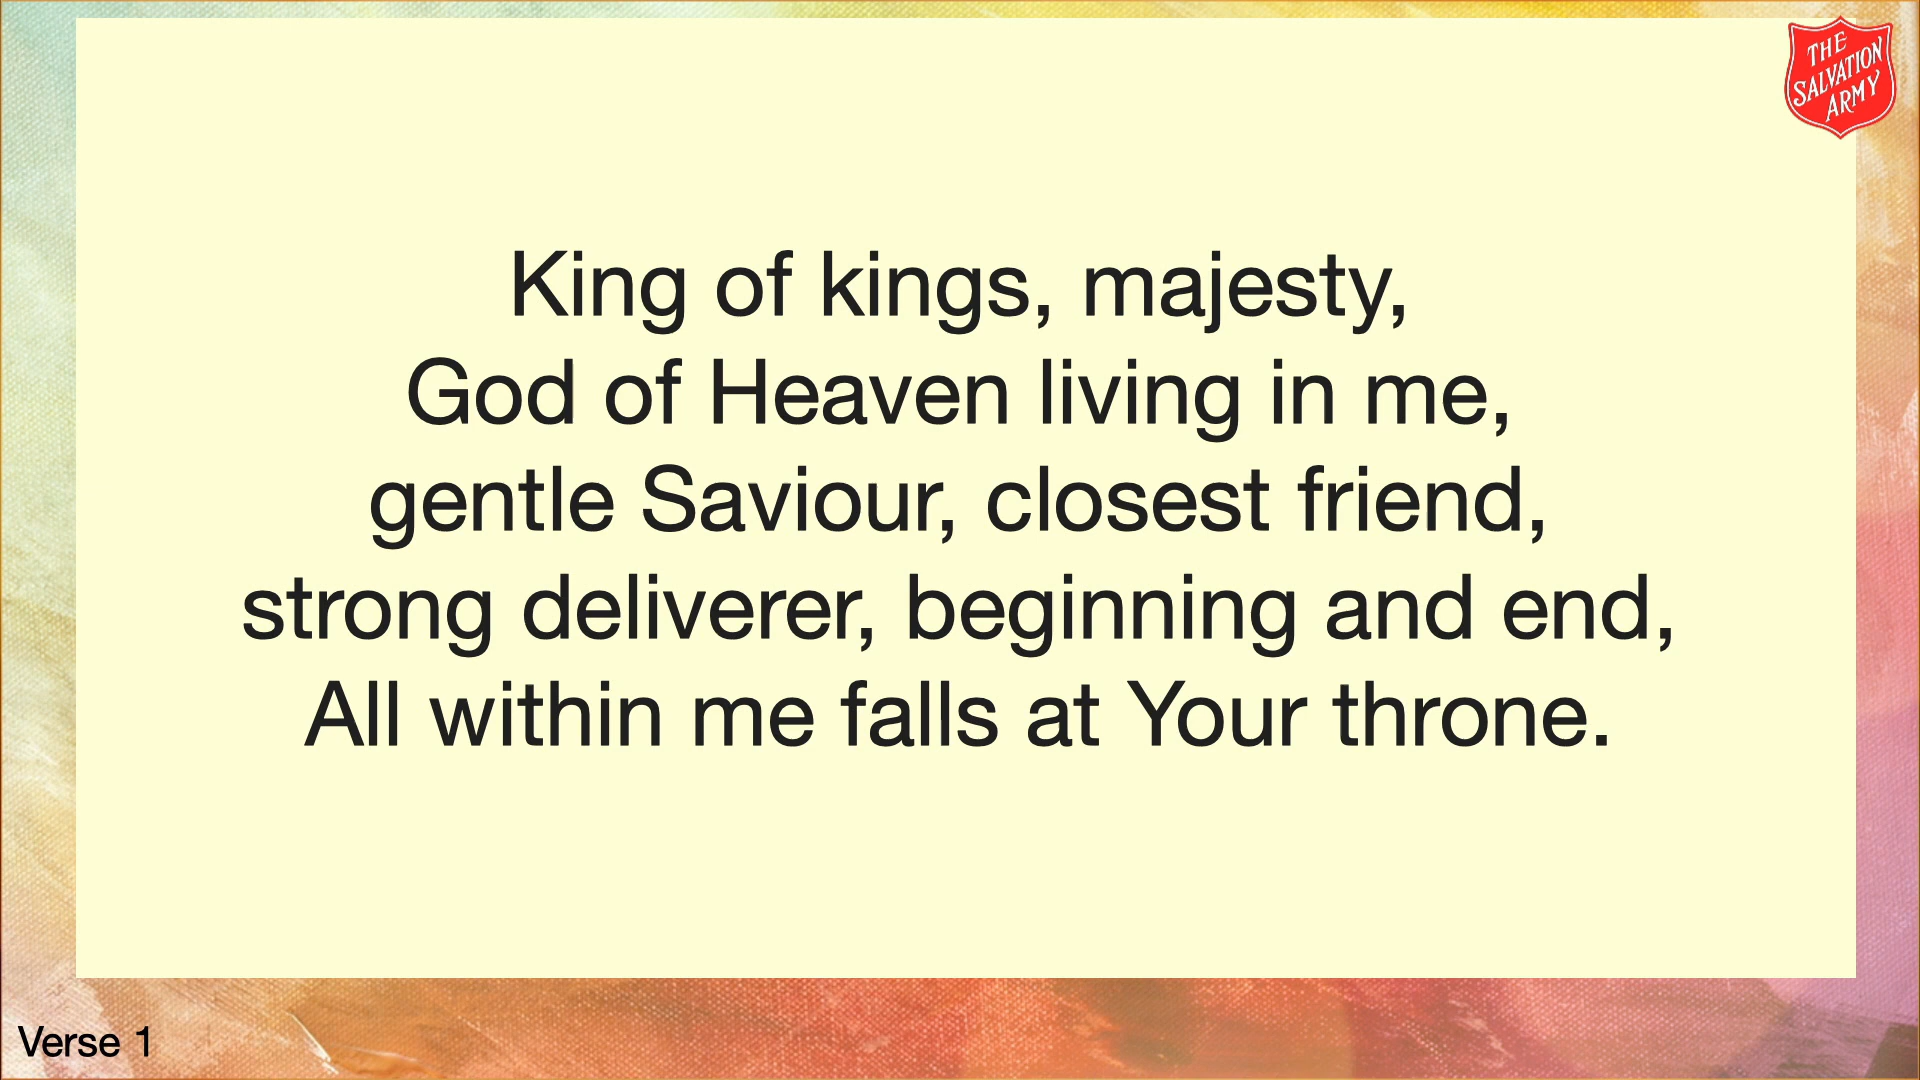 THE
SALVATION
ARMY
King of kings, majesty,
God of Heaven living in me,
gentle Saviour, closest friend,
strong deliverer, beginning and end,
All within me falls at Your throne.
Verse 1